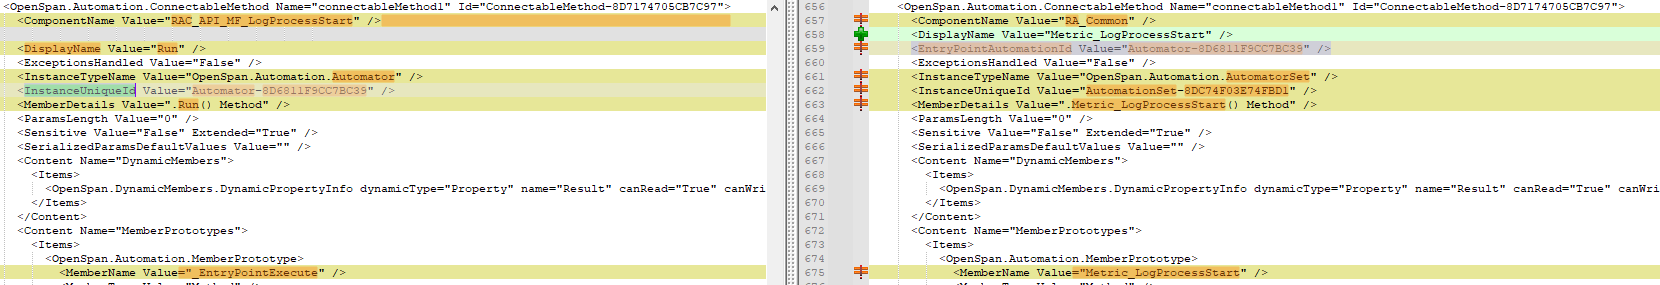 <OpenSpan.Automation.ConnectableMethod Name="connectableMethod1" Id="ConnectableMethod-8D7174705CB7C97">
<ComponentName Value="RAC_API_MF_LogProcessStart" />
<DisplayName Value="Run" />
<ExceptionsHandled Value="False" />
<InstanceTypeName Value="OpenSpan.Automation.Automator" />
<InstanceUniqueId Value="Automator-8D6811F9CC7BC39" />
<MemberDetails Value=".Run() Method" />
<ParamsLength Value="0" />
<Sensitive Value="False" Extended="True" />
<SerializedParamsDefaultValues Value="" />
<Content Name="DynamicMembers">
<Items>
<OpenSpan.DynamicMembers.DynamicPropertyInfo dynamicType="Property" name="Result" canRead="True" canWri
</Items>
</Content>
<Content Name="MemberPrototypes">
<Items>
<OpenSpan.Automation.MemberPrototype>
<MemberName Value="_EntryPointExecute" />
656 <OpenSpan.Automation.ConnectableMethod Name="connectableMethod1" Id="ConnectableMethod-8D7174705CB7C97">
657 <ComponentName Value="RA_Common" />
658 <DisplayName Value="Metric_LogProcessStart" />
659 <EntryPointAutomationId Value="Automator-8D6811F9CC7BC39" />
660 <ExceptionsHandled Value="False" />
661 <InstanceTypeName Value="OpenSpan.Automation.AutomatorSet" />
662 <InstanceUniqueId Value="AutomationSet-8DC74F03E74FBD1" />
663 <MemberDetails Value=".Metric_LogProcessStart() Method" />
664 <ParamsLength Value="0" />
665 <Sensitive Value="False" Extended="True" />
666 <SerializedParamsDefaultValues Value="" />
667 <Content Name="DynamicMembers">
668 <Items>
669 <OpenSpan.DynamicMembers.DynamicPropertyInfo dynamicType="Property" name="Result" canRead="True" canWri
670 </Items>
671 </Content>
672 <Content Name="MemberPrototypes">
673 <Items>
674 <OpenSpan.Automation.MemberPrototype>
675 <MemberName Value="Metric_LogProcessStart" />